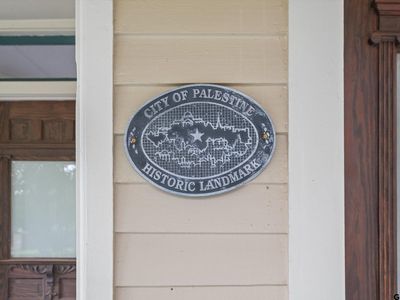 CITY OF PALESTINE
HISTORIC LANDMARK